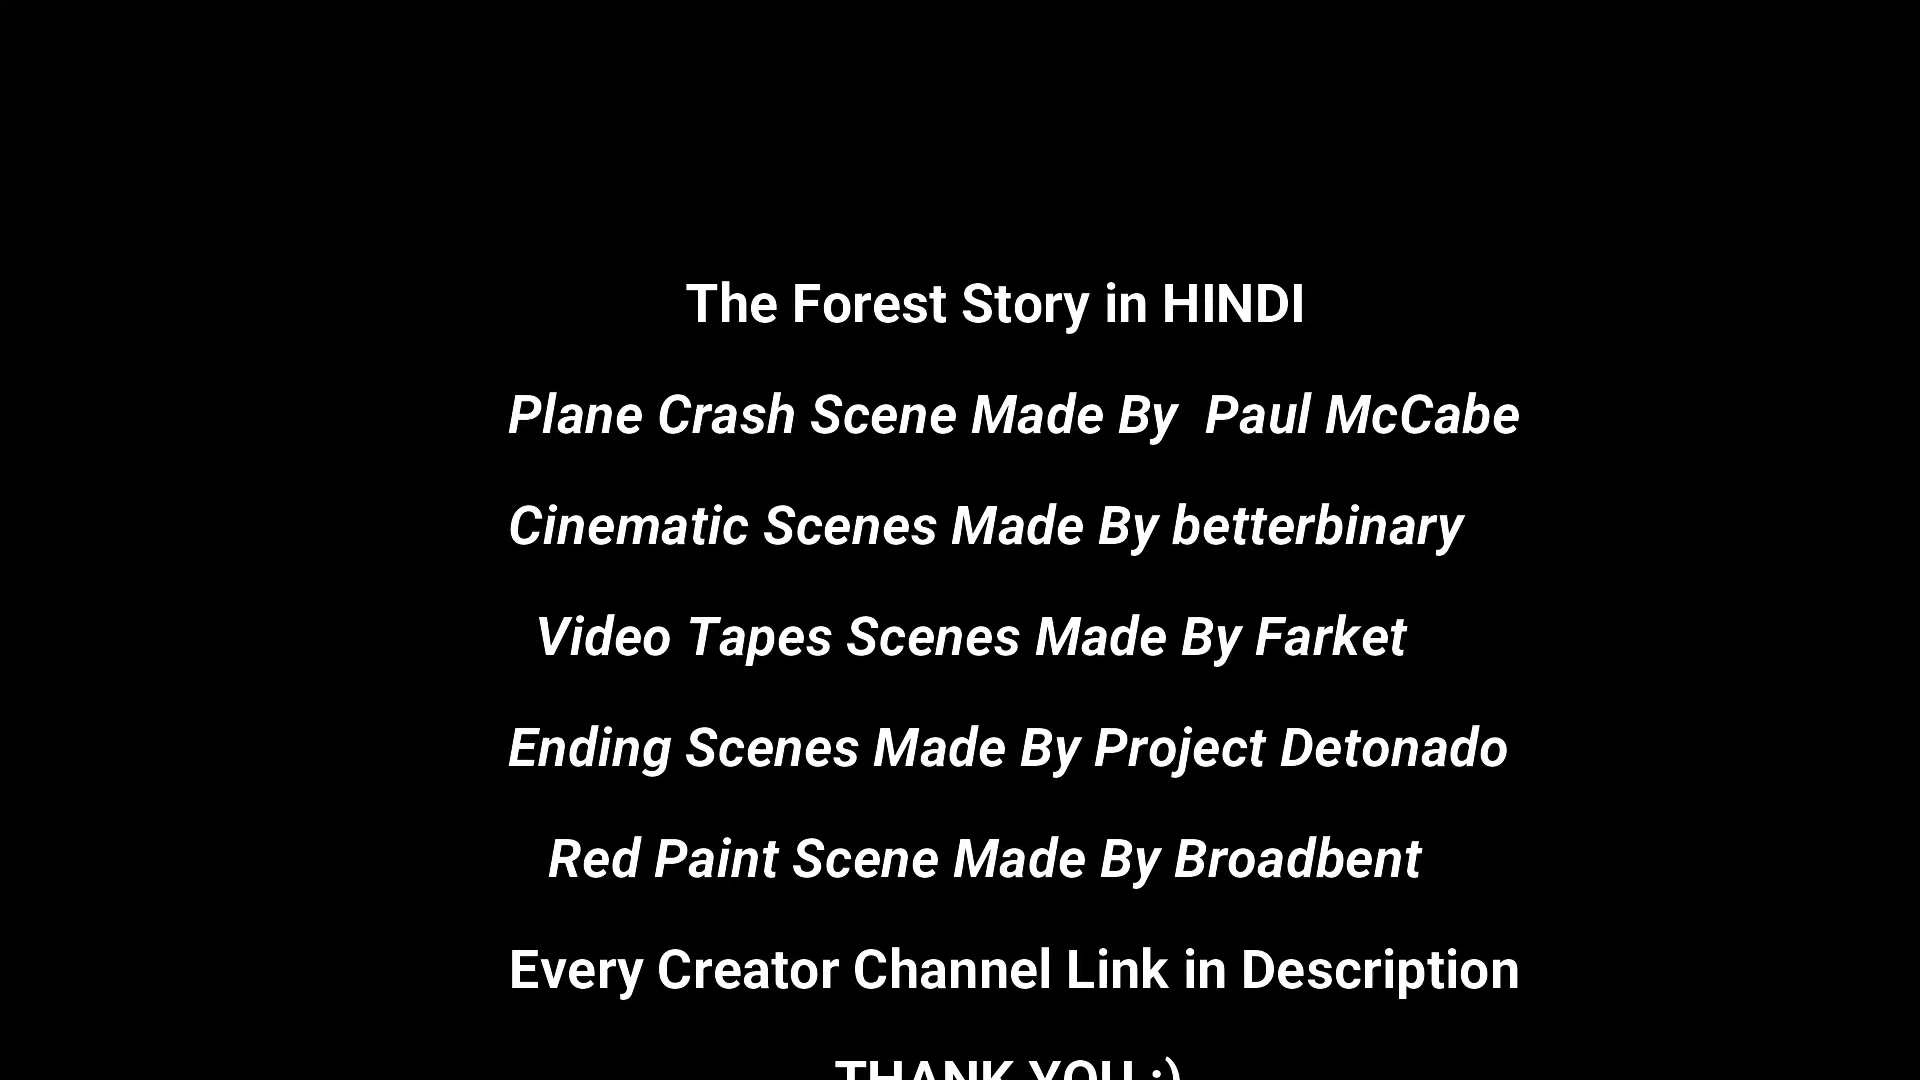 The Forest Story in HINDI
Plane Crash Scene Made By  Paul McCabe
Cinematic Scenes Made By betterbinary
Video Tapes Scenes Made By Farket
Ending Scenes Made By Project Detonado
Red Paint Scene Made By Broadbent
Every Creator Channel Link in Description
THANK YOU :)